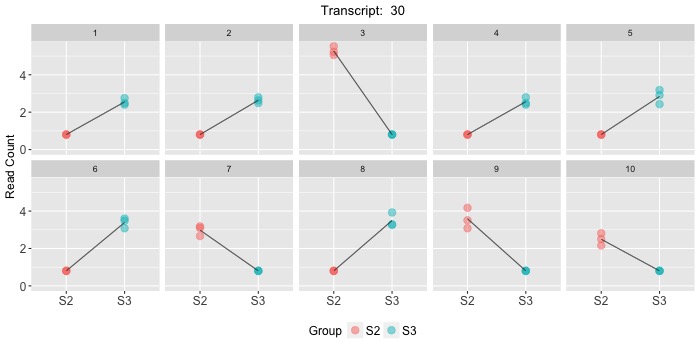 Transcript:  30
1 2 3 4 5
4
2
0
Read Count
6 7 8 9 10
4
2
0
S2 S3 S2 S3 S2 S3 S2 S3 S2 S3
Group S2 S3